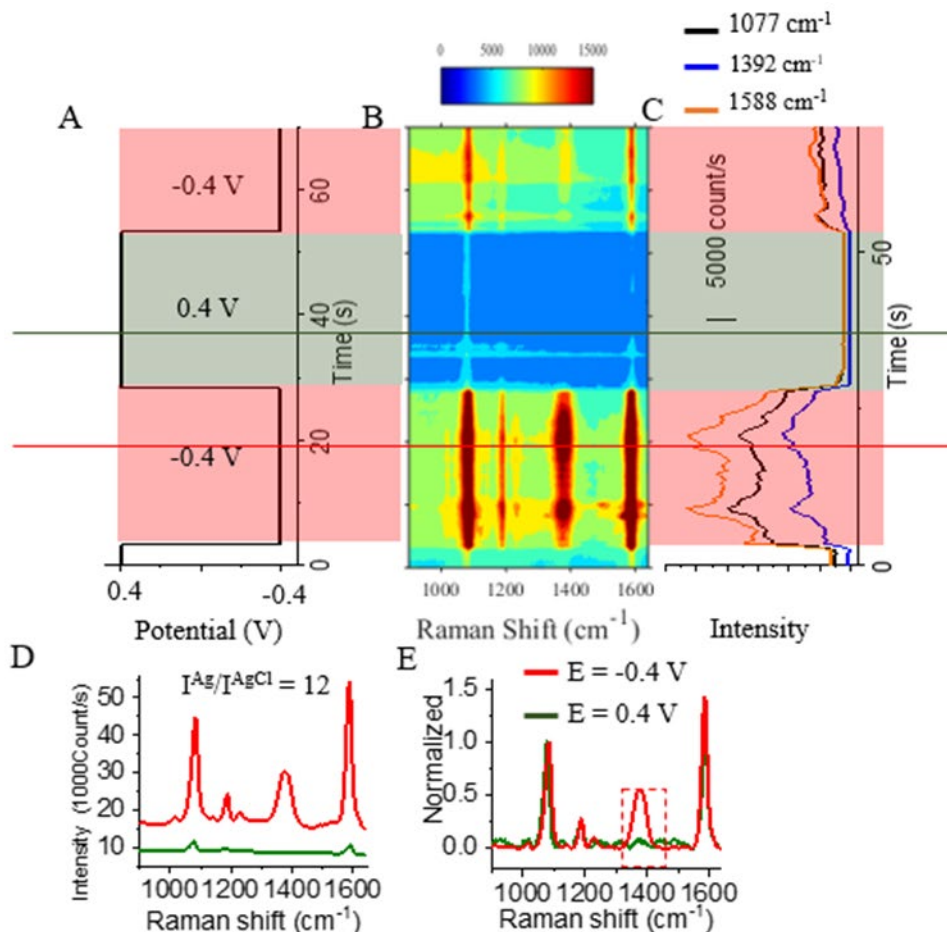 1077 cm-1
1392 cm-1
1588 cm-1
0 5000 10000 15000
A
B
C
-0.4 V
0.4 V
-0.4 V
60
40
20
0
Time (s)
5000 count/s
50
0
Time (s)
0.4 -0.4
1000 1200 1400 1600
Potential (V)
Raman Shift (cm-1)
Intensity
D
IAg/IAgCl = 12
50
40
30
20
10
Intensity (1000Count/s)
1000 1200 1400 1600
Raman shift (cm-1)
E
E = -0.4 V
E = 0.4 V
1.5
1.0
0.5
0.0
Normalized
1000 1200 1400 1600
Raman shift (cm-1)